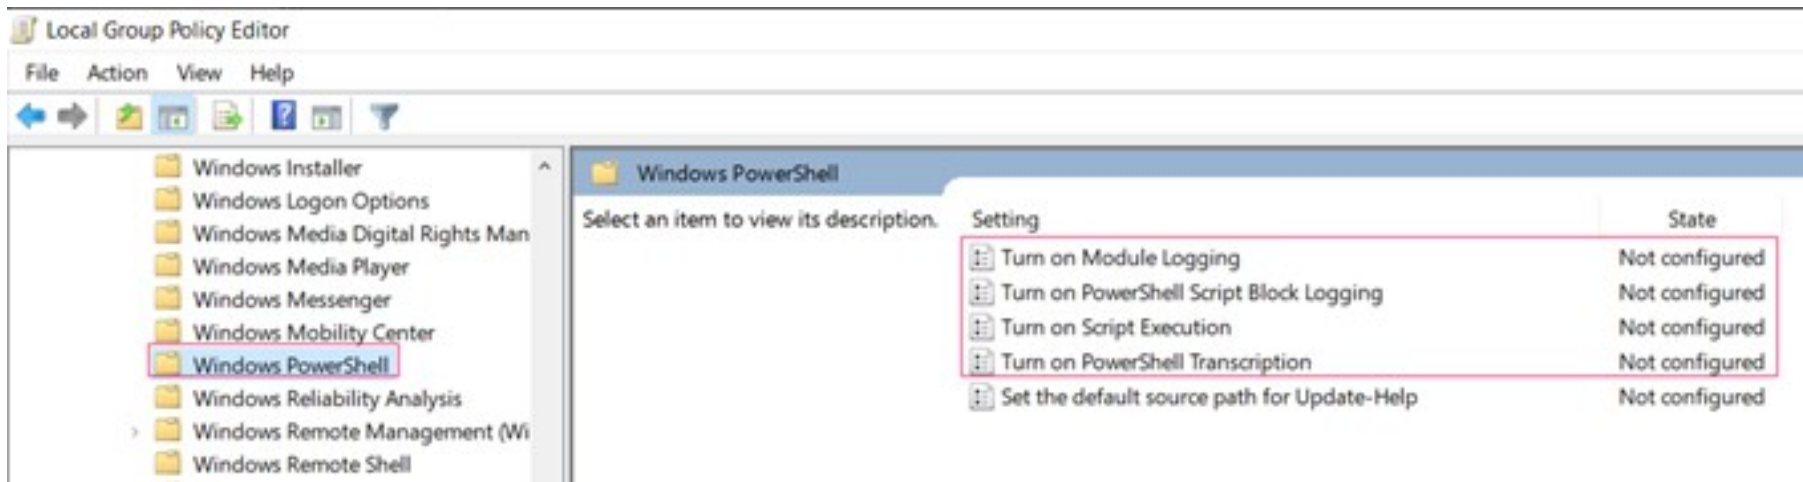 Local Group Policy Editor
File Action View Help
Windows Installer
Windows Logon Options
Windows Media Digital Rights Man
Windows Media Player
Windows Messenger
Windows Mobility Center
Windows PowerShell
Windows Reliability Analysis
Windows Remote Management (Wi
Windows Remote Shell
Windows PowerShell
Select an item to view its description.
Setting State
Turn on Module Logging Not configured
Turn on PowerShell Script Block Logging Not configured
Turn on Script Execution Not configured
Turn on PowerShell Transcription Not configured
Set the default source path for Update-Help Not configured